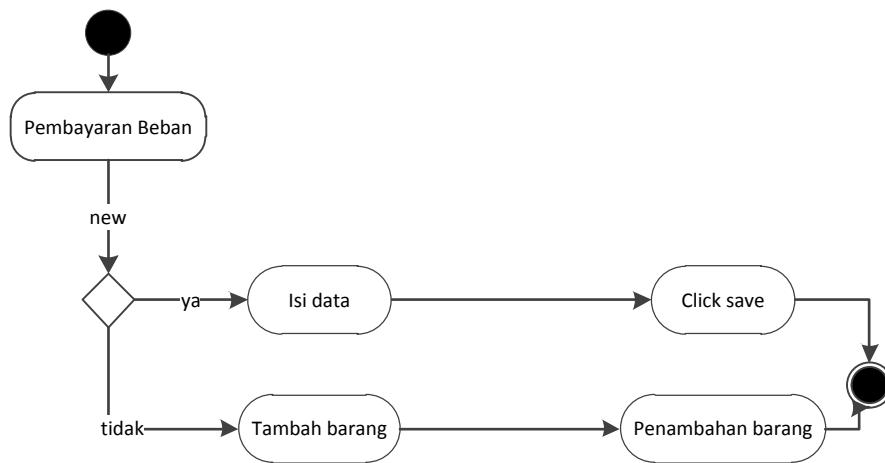 Pembayaran Beban
new
ya
Isi data
Click save
tidak
Tambah barang
Penambahan barang